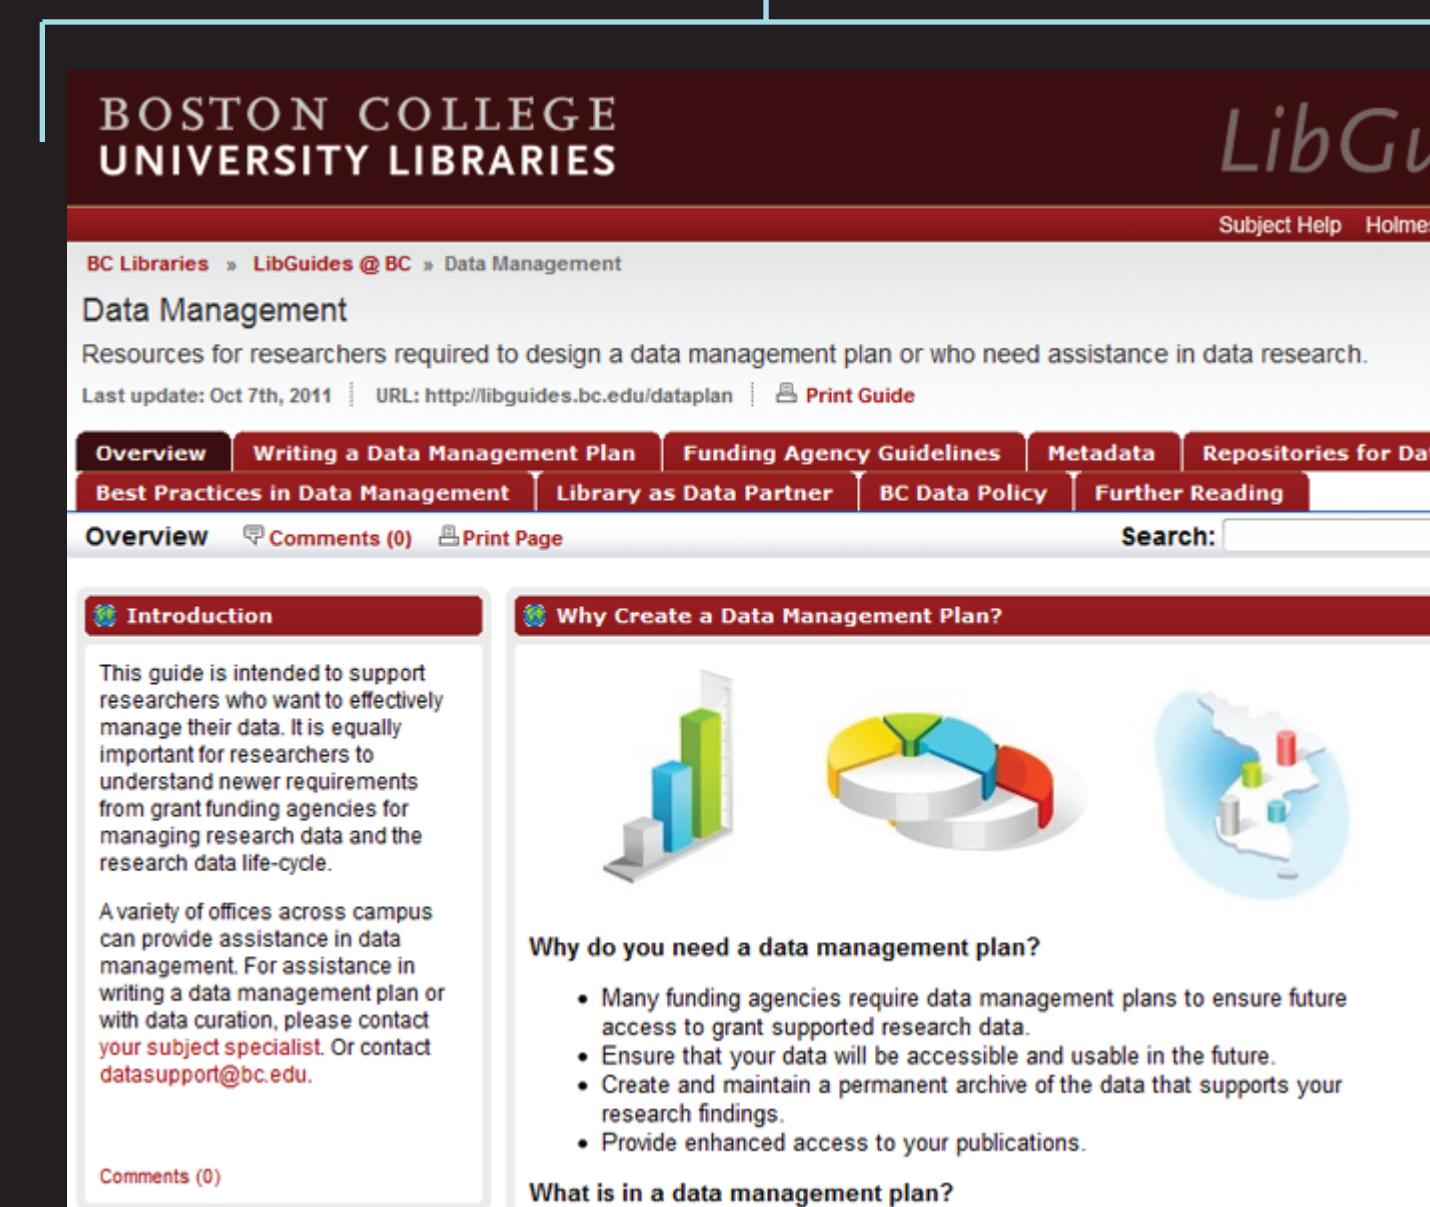 BOSTON COLLEGE
UNIVERSITY LIBRARIES
Subject Help
BC Libraries » LibGuides @ BC » Data Management
Data Management
Resources for researchers required to design a data management plan or who need assistance in data research.
Last update: Oct 7th, 2011 URL: http://libguides.bc.edu/dataplan Print Guide
Overview Writing a Data Management Plan Funding Agency Guidelines Metadata Repositories for
Best Practices in Data Management Library as Data Partner BC Data Policy Further Reading
Overview Comments (0) Print Page Search:
Introduction
This guide is intended to support
researchers who want to effectively
manage their data. It is equally
important for researchers to
understand newer requirements
from grant funding agencies for
managing research data and the
research data life-cycle.
A variety of offices across campus
can provide assistance in data
management. For assistance in
writing a data management plan or
with data curation, please contact
your subject specialist. Or contact
datasupport@bc.edu.
Comments (0)
Why Create a Data Management Plan?
Why do you need a data management plan?
• Many funding agencies require data management plans to ensure future
access to grant supported research data.
• Ensure that your data will be accessible and usable in the future.
• Create and maintain a permanent archive of the data that supports your
research findings.
• Provide enhanced access to your publications.
What is in a data management plan?